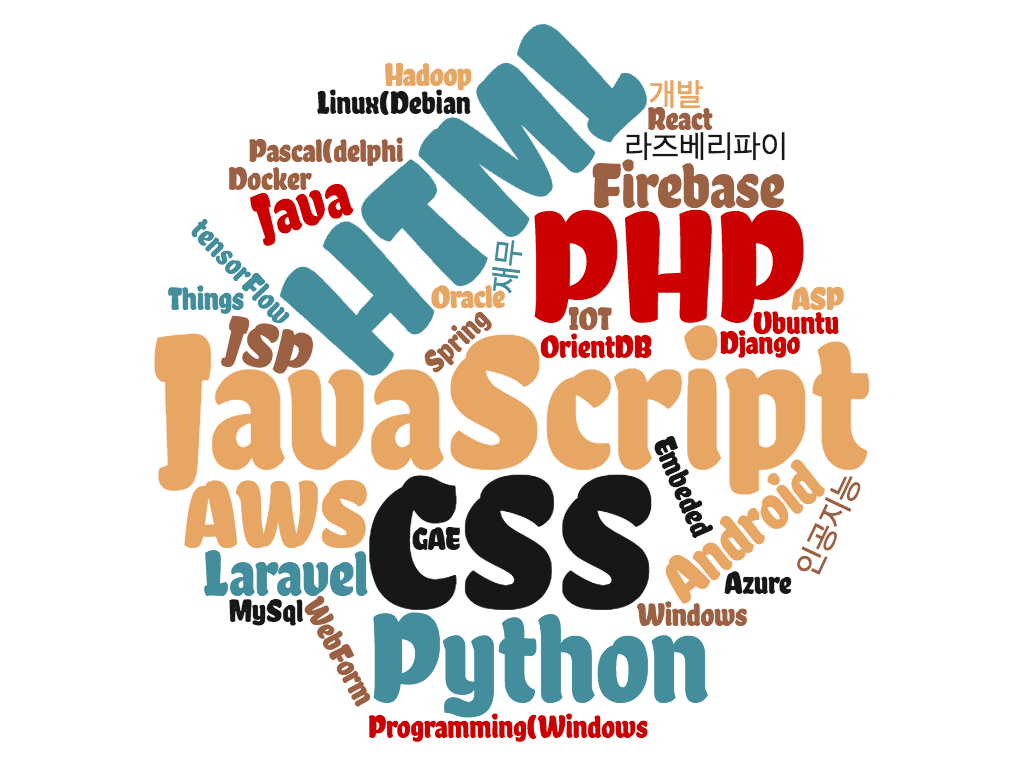 Hadoop
Linux(Debian
HTML
개발
React
라즈베리파이
Pascal(delphi
Docker
Java
Firebase
PHP
tensorFlow
Things
재무
Oracle
Spring
IOT
OrientDB
ASP
Ubuntu
Django
JSP
JavaScript
AWS
CSS
GAE
Embeded
Android
인공지능
Laravel
MySql
WebForm
Azure
Windows
Python
Programming(Windows